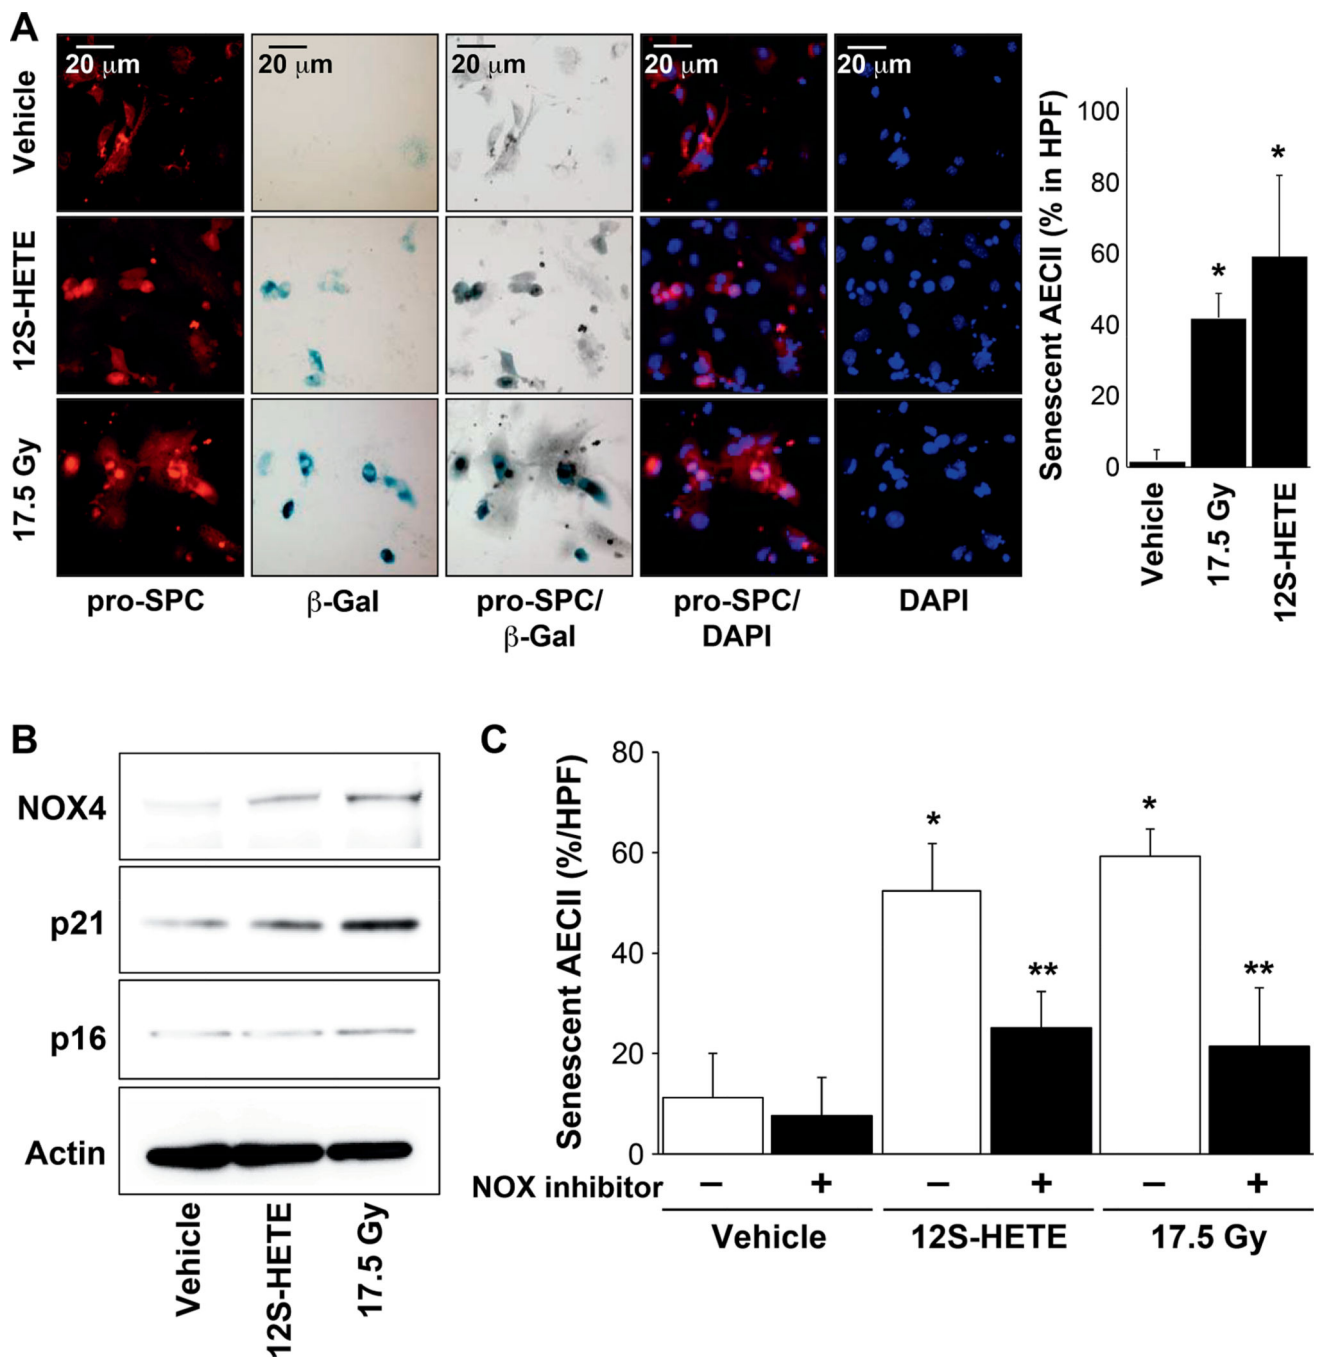 A
20 μm
20 μm
20 μm
20 μm
20 μm
Vehicle
12S-HETE
17.5 Gy
pro-SPC
β-Gal
pro-SPC/
β-Gal
pro-SPC/
DAPI
DAPI
Senescent AECII (% in HPF)
100
80
60
40
20
0
*
*
Vehicle
17.5 Gy
12S-HETE
B
NOX4
p21
p16
Actin
Vehicle
12S-HETE
17.5 Gy
C
Senescent AECII (%/HPF)
80
60
40
20
0
*
**
*
**
NOX inhibitor – + – + – +
Vehicle 12S-HETE 17.5 Gy